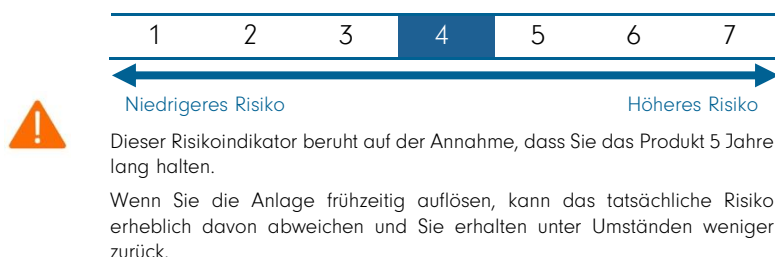 1 2 3 4 5 6 7
Niedrigeres Risiko Höheres Risiko
Dieser Risikoindikator beruht auf der Annahme, dass Sie das Produkt 5 Jahre
lang halten.
Wenn Sie die Anlage frühzeitig auflösen, kann das tatsächliche Risiko
erheblich davon abweichen und Sie erhalten unter Umständen weniger
zurück.